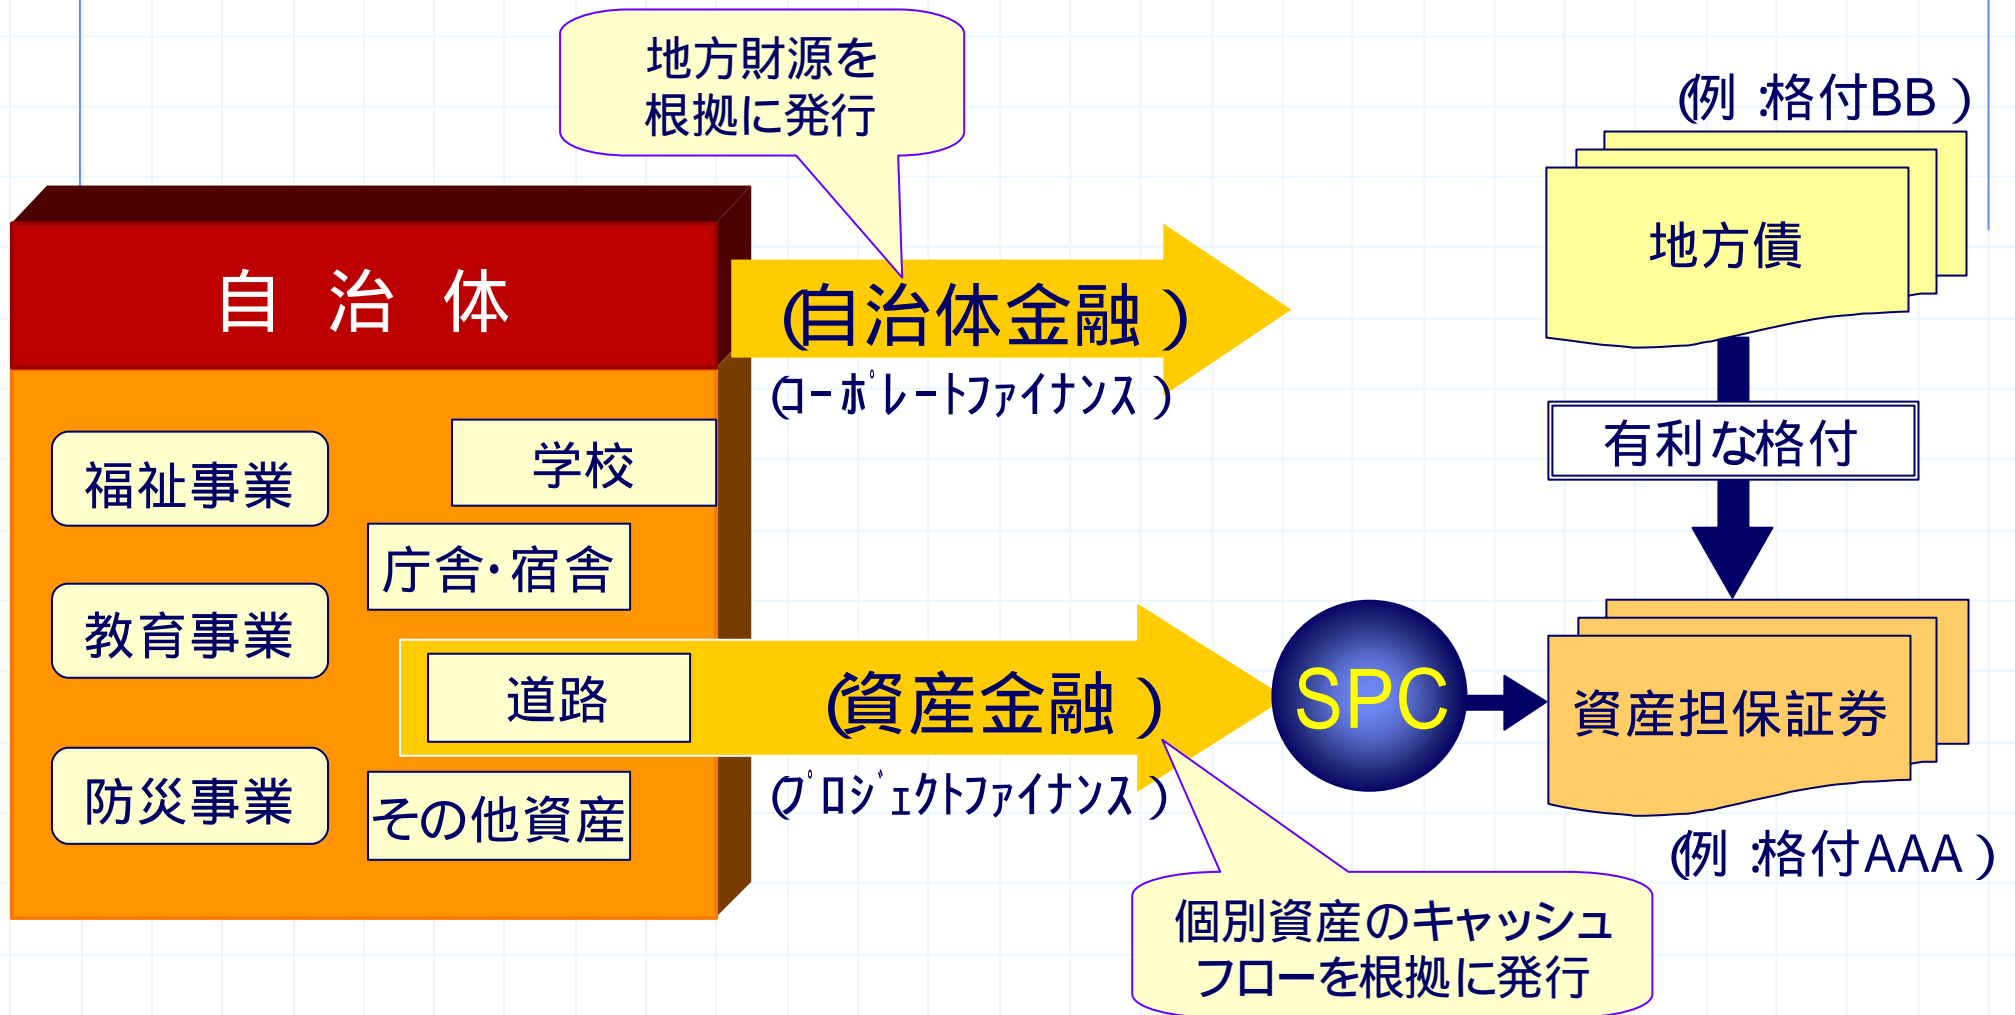 地方財源を
根拠に発行
(例：格付BB)
地方債
自 治 体
(自治体金融)
(ｺｰﾎﾟﾚｰﾄﾌｧｲﾅﾝｽ)
有利な格付
福祉事業
学校
庁舎・宿舎
教育事業
道路
(資産金融)
SPC
資産担保証券
(ﾌﾟﾛｼﾞｪｸﾄﾌｧｲﾅﾝｽ)
防災事業
その他資産
(例：格付AAA)
個別資産のキャッシュ
フローを根拠に発行